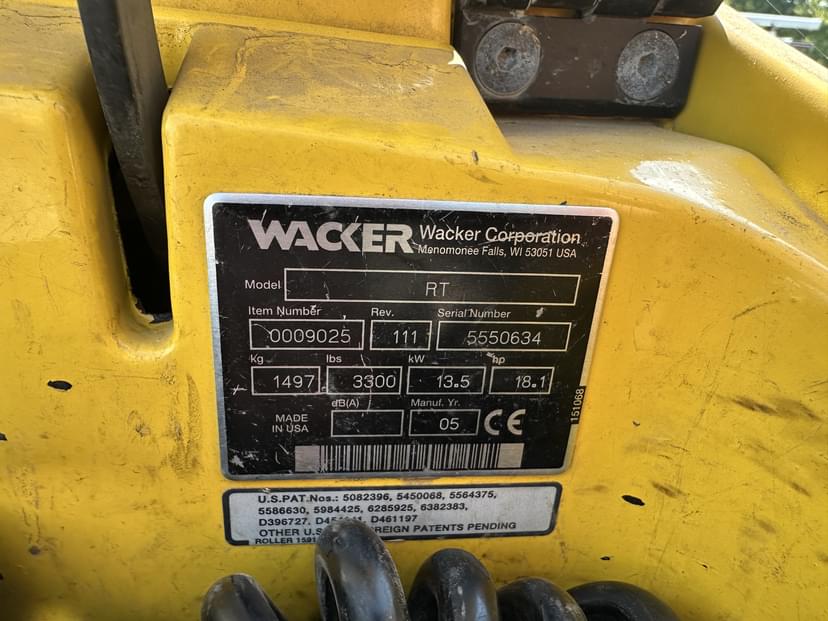 WACKER Wacker Corporation
Menomonee Falls, WI 53051 USA
Model RT
Item Number Rev. Serial Number
0009025 111 5550634
Kg lbs kW hp
1497 3300 13.5 18.1
dB(A) Manuf. Yr.
MADE
IN USA
05 CE
151068
U.S.PAT.Nos.: 5082396, 5450068, 5564375,
5586630, 5984425, 6285925, 6382383,
D396727, D461197
OTHER U.S. FOREIGN PATENTS PENDING
ROLLER